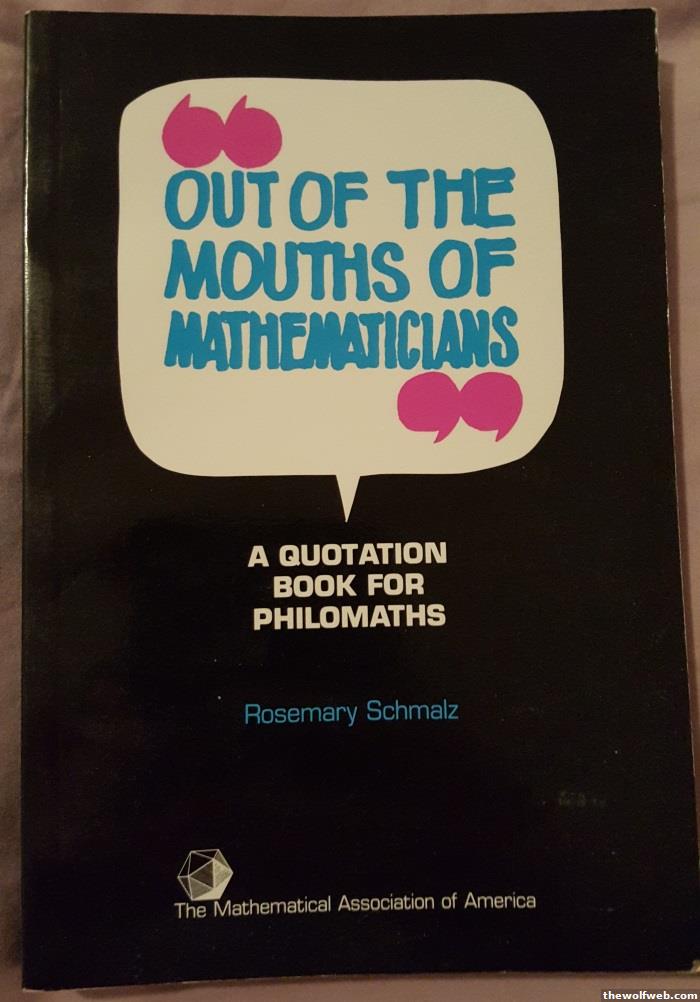 OUT OF THE
MOUTHS OF
MATHEMATICIANS
A QUOTATION
BOOK FOR
PHILOMATHS
Rosemary Schmalz
The Mathematical Association of America
thewolfweb.com